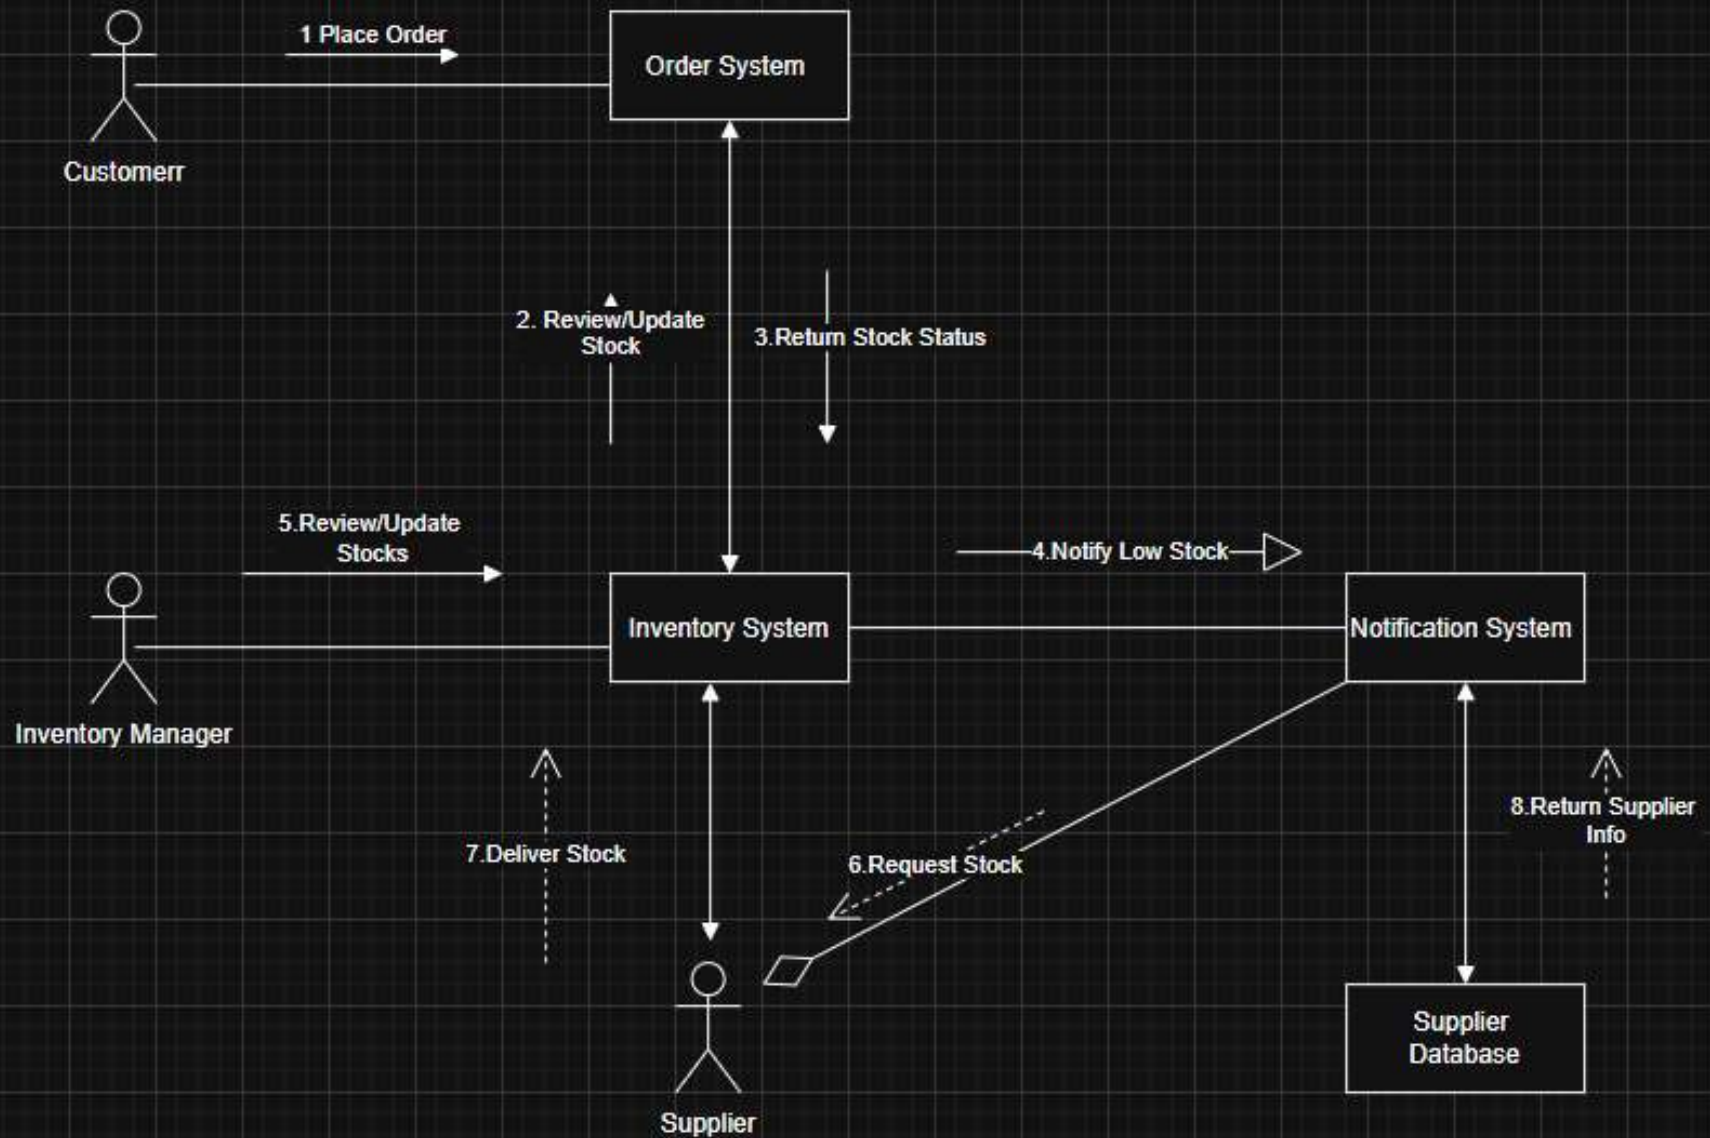 1 Place Order
Order System
Customerr
2. Review/Update
Stock
3.Return Stock Status
5.Review/Update
Stocks
4.Notify Low Stock
Inventory System
Notification System
Inventory Manager
7.Deliver Stock
6.Request Stock
8.Return Supplier
Info
Supplier
Database
Supplier